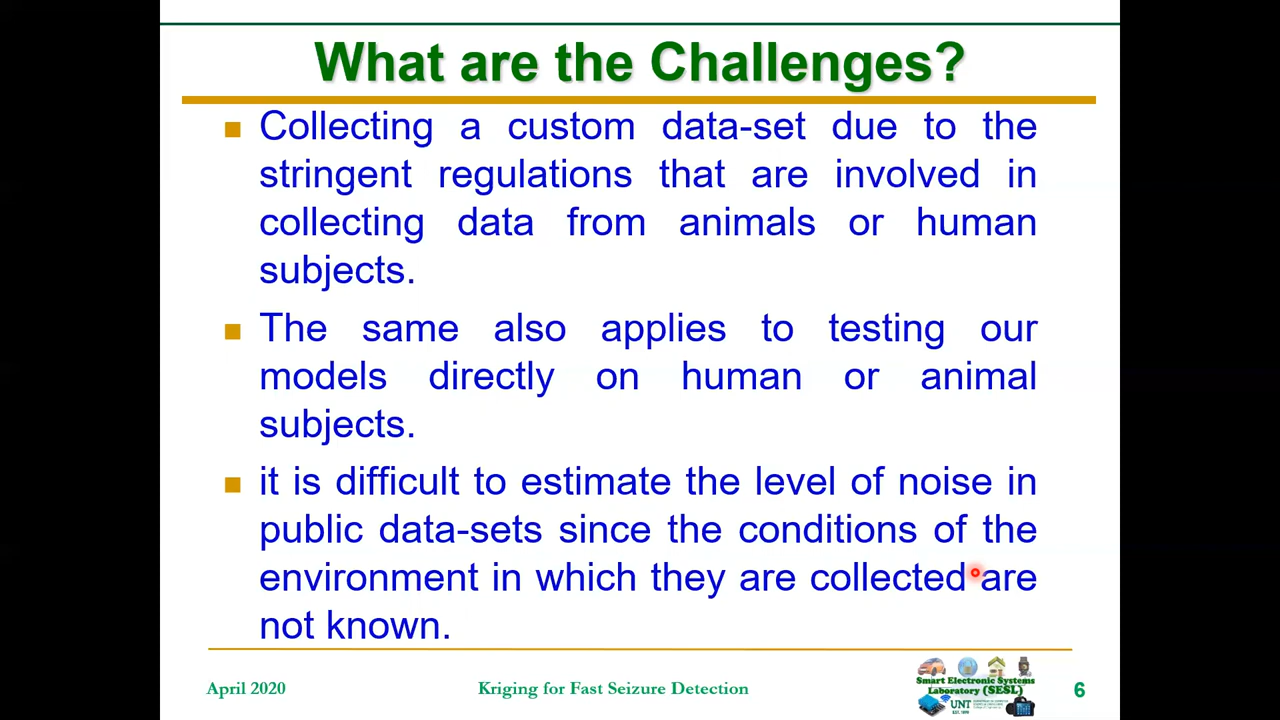 What are the Challenges?
Collecting a custom data-set due to the
stringent regulations that are involved in
collecting data from animals or human
subjects.
The same also applies to testing our
models directly on human or animal
subjects.
it is difficult to estimate the level of noise in
public data-sets since the conditions of the
environment in which they are collected are
not known.
April 2020
Kriging for Fast Seizure Detection
Smart Electronic Systems
Laboratory (SESL)
UNT
6